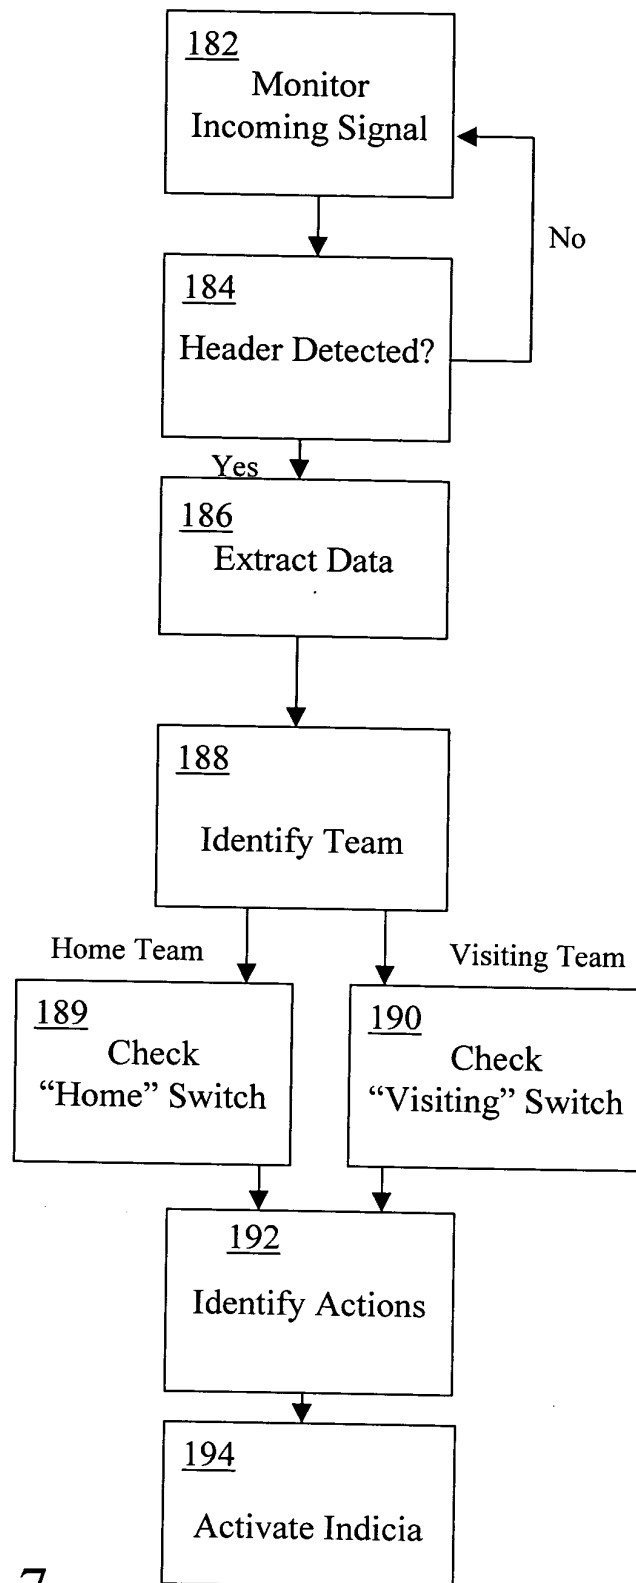 182
Monitor
Incoming Signal
No
184
Header Detected?
Yes
186
Extract Data
188
Identify Team
Home Team
Visiting Team
189
Check
“Home” Switch
190
Check
“Visiting” Switch
192
Identify Actions
194
Activate Indicia
7